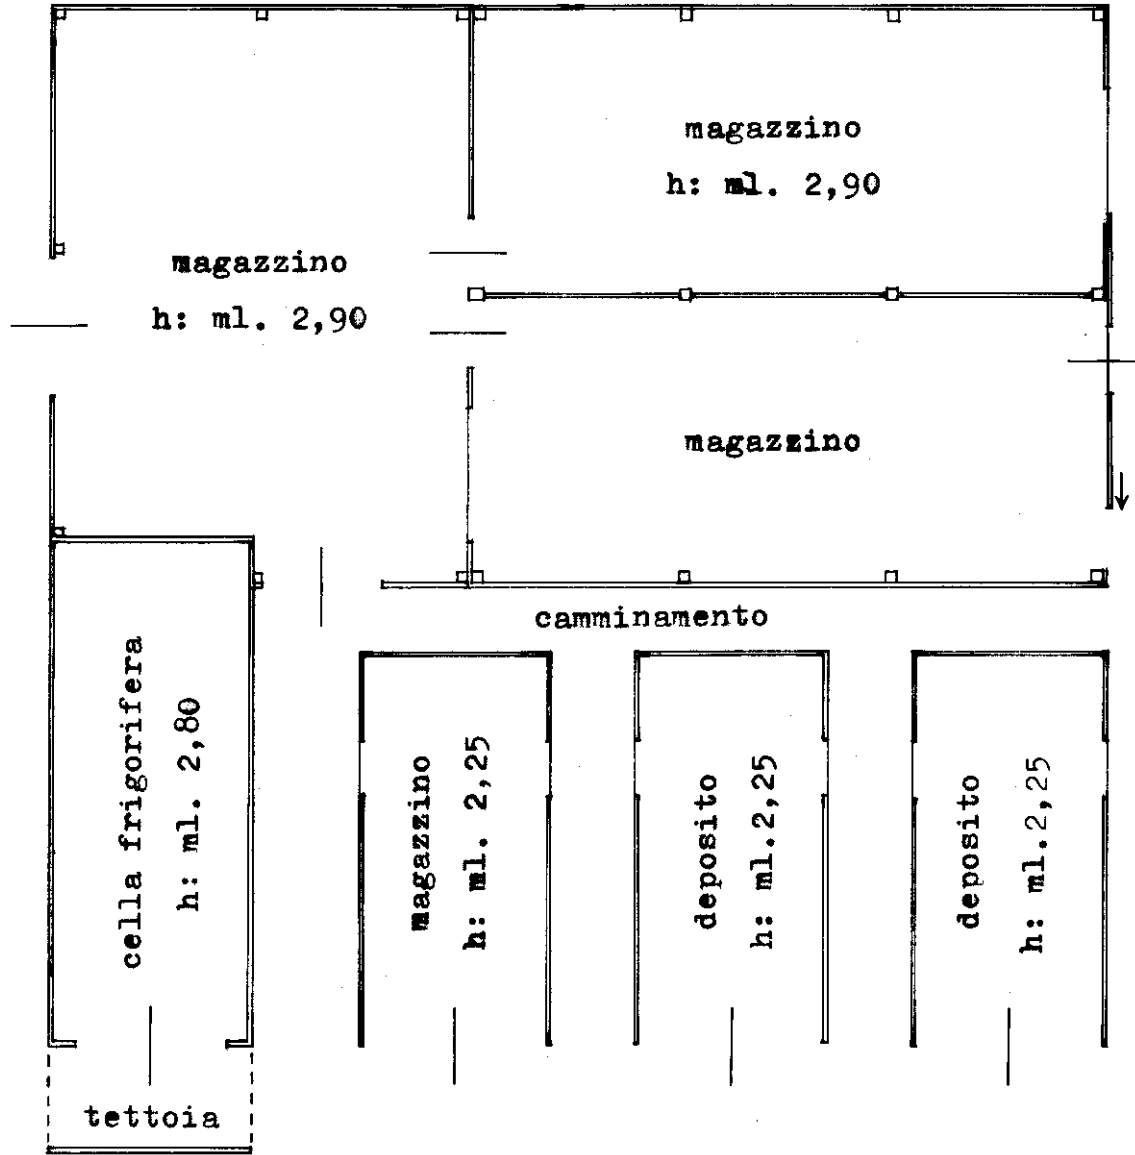 magazzino
h: ml. 2,90
magazzino
h: ml. 2,90
magazzino
camminamento
cella frigorifera
h: ml. 2,80
magazzino
h: ml. 2,25
deposito
h: ml.2,25
deposito
h: ml.2,25
tettoia